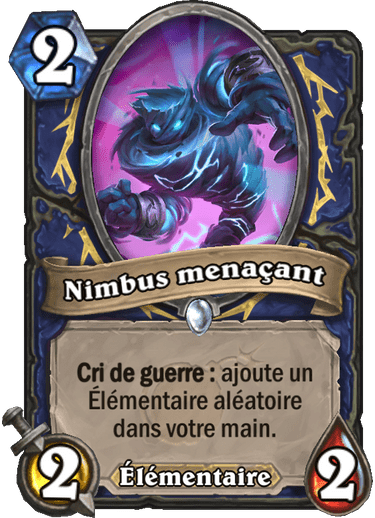 2
Nimbus menaçant
Cri de guerre : ajoute un
Élémentaire aléatoire
dans votre main.
2
Élémentaire
2